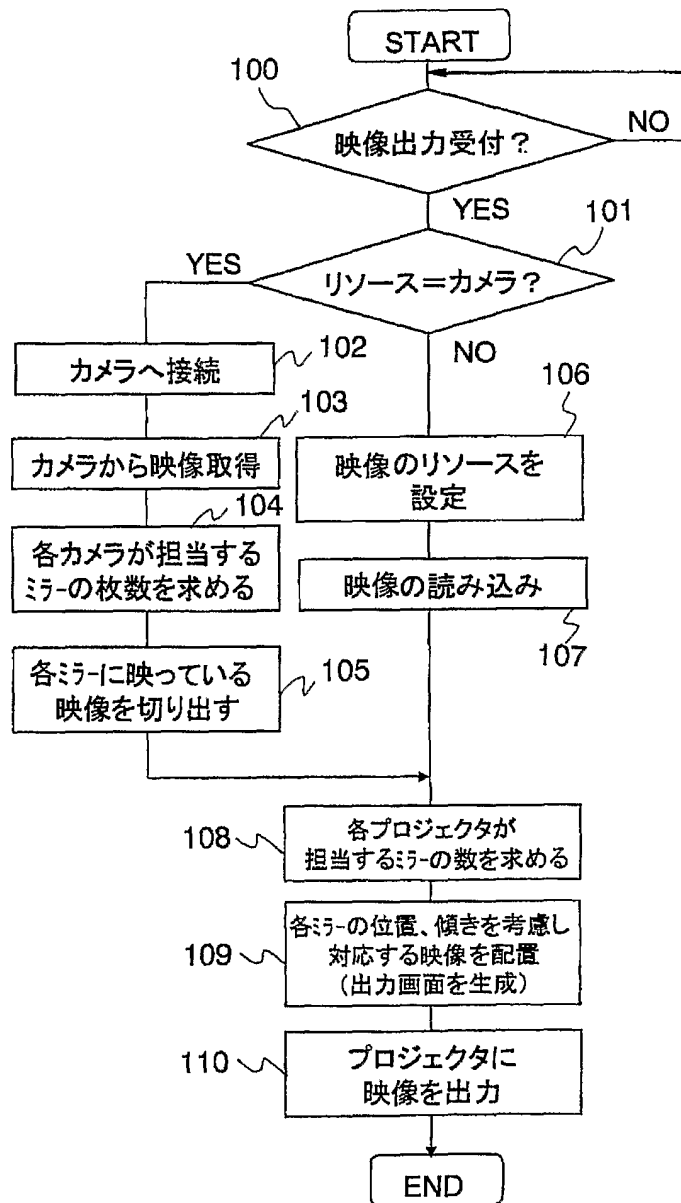 START
100
映像出力受付?
NO
YES
101
YES
リソース=カメラ?
NO
102
カメラへ接続
103
カメラから映像取得
104
各カメラが担当する
ミラーの枚数を求める
105
各ミラーに映っている
映像を切り出す
106
映像のリソースを
設定
映像の読み込み
107
108
各プロジェクタが
担当するミラーの数を求める
109
各ミラーの位置、傾きを考慮し
対応する映像を配置
(出力画面を生成)
110
プロジェクタに
映像を出力
END